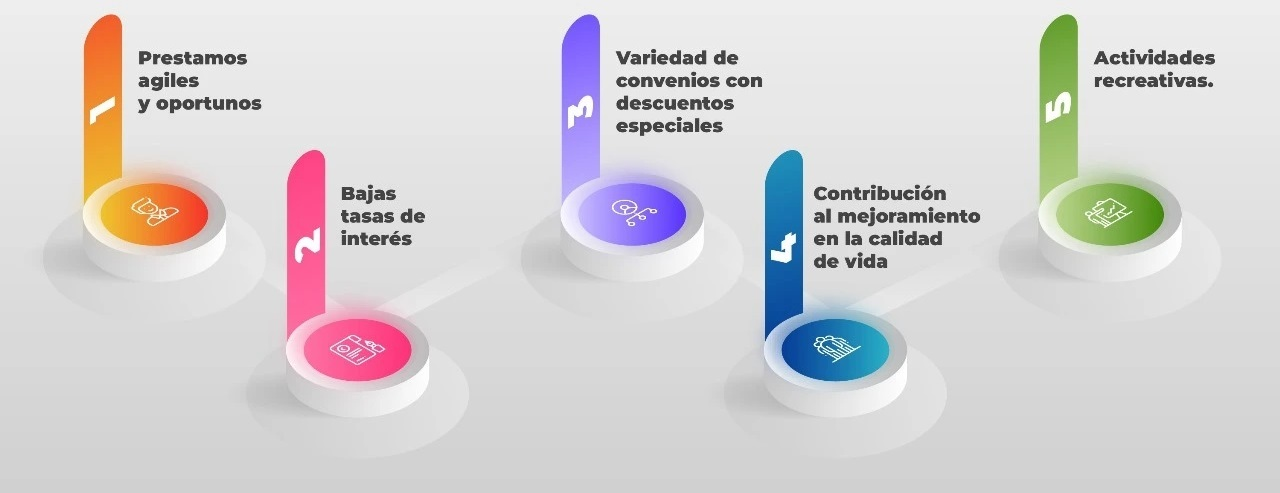 1
Prestamos
agiles
y oportunos
2
Bajas
tasas de
interés
3
Variedad de
convenios con
descuentos
especiales
4
Contribución
al mejoramiento
en la calidad
de vida
5
Actividades
recreativas.